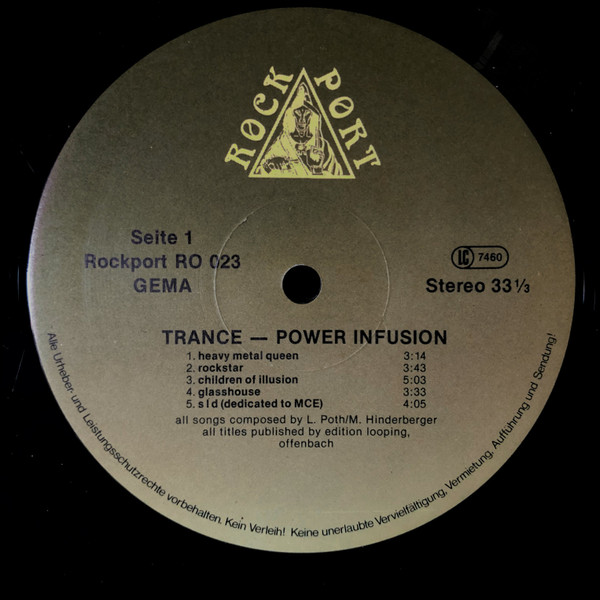 ROCK PORT
Seite 1
Rockport RO 023
GEMA
LC 7460
Stereo 33 1/3
TRANCE — POWER INFUSION
1. heavy metal queen 3:14
2. rockstar 3:43
3. children of illusion 5:03
4. glasshouse 3:33
5. s l d (dedicated to MCE) 4:05
all songs composed by L. Poth/M. Hinderberger
all titles published by edition looping,
offenbach
Alle Urheber- und Leistungsschutzrechte vorbehalten. Kein Verleih! Keine unerlaubte Vervielfältigung, Vermietung, Aufführung und Sendung!